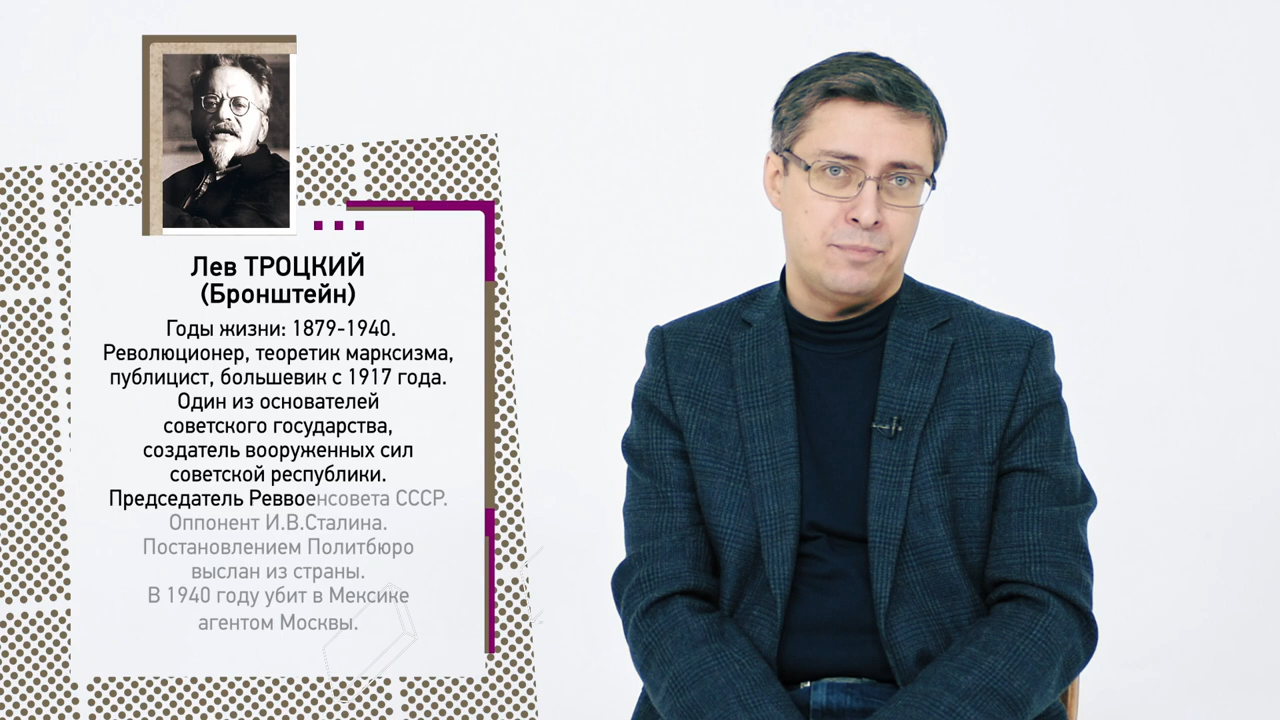 Лев ТРОЦКИЙ
(Бронштейн)
Годы жизни: 1879-1940.
Революционер, теоретик марксизма,
публицист, большевик с 1917 года.
Один из основателей
советского государства,
создатель вооруженных сил
советской республики.
Председатель Реввоенсовета СССР.
Оппонент И.В.Сталина.
Постановлением Политбюро
выслан из страны.
В 1940 году убит в Мексике
агентом Москвы.